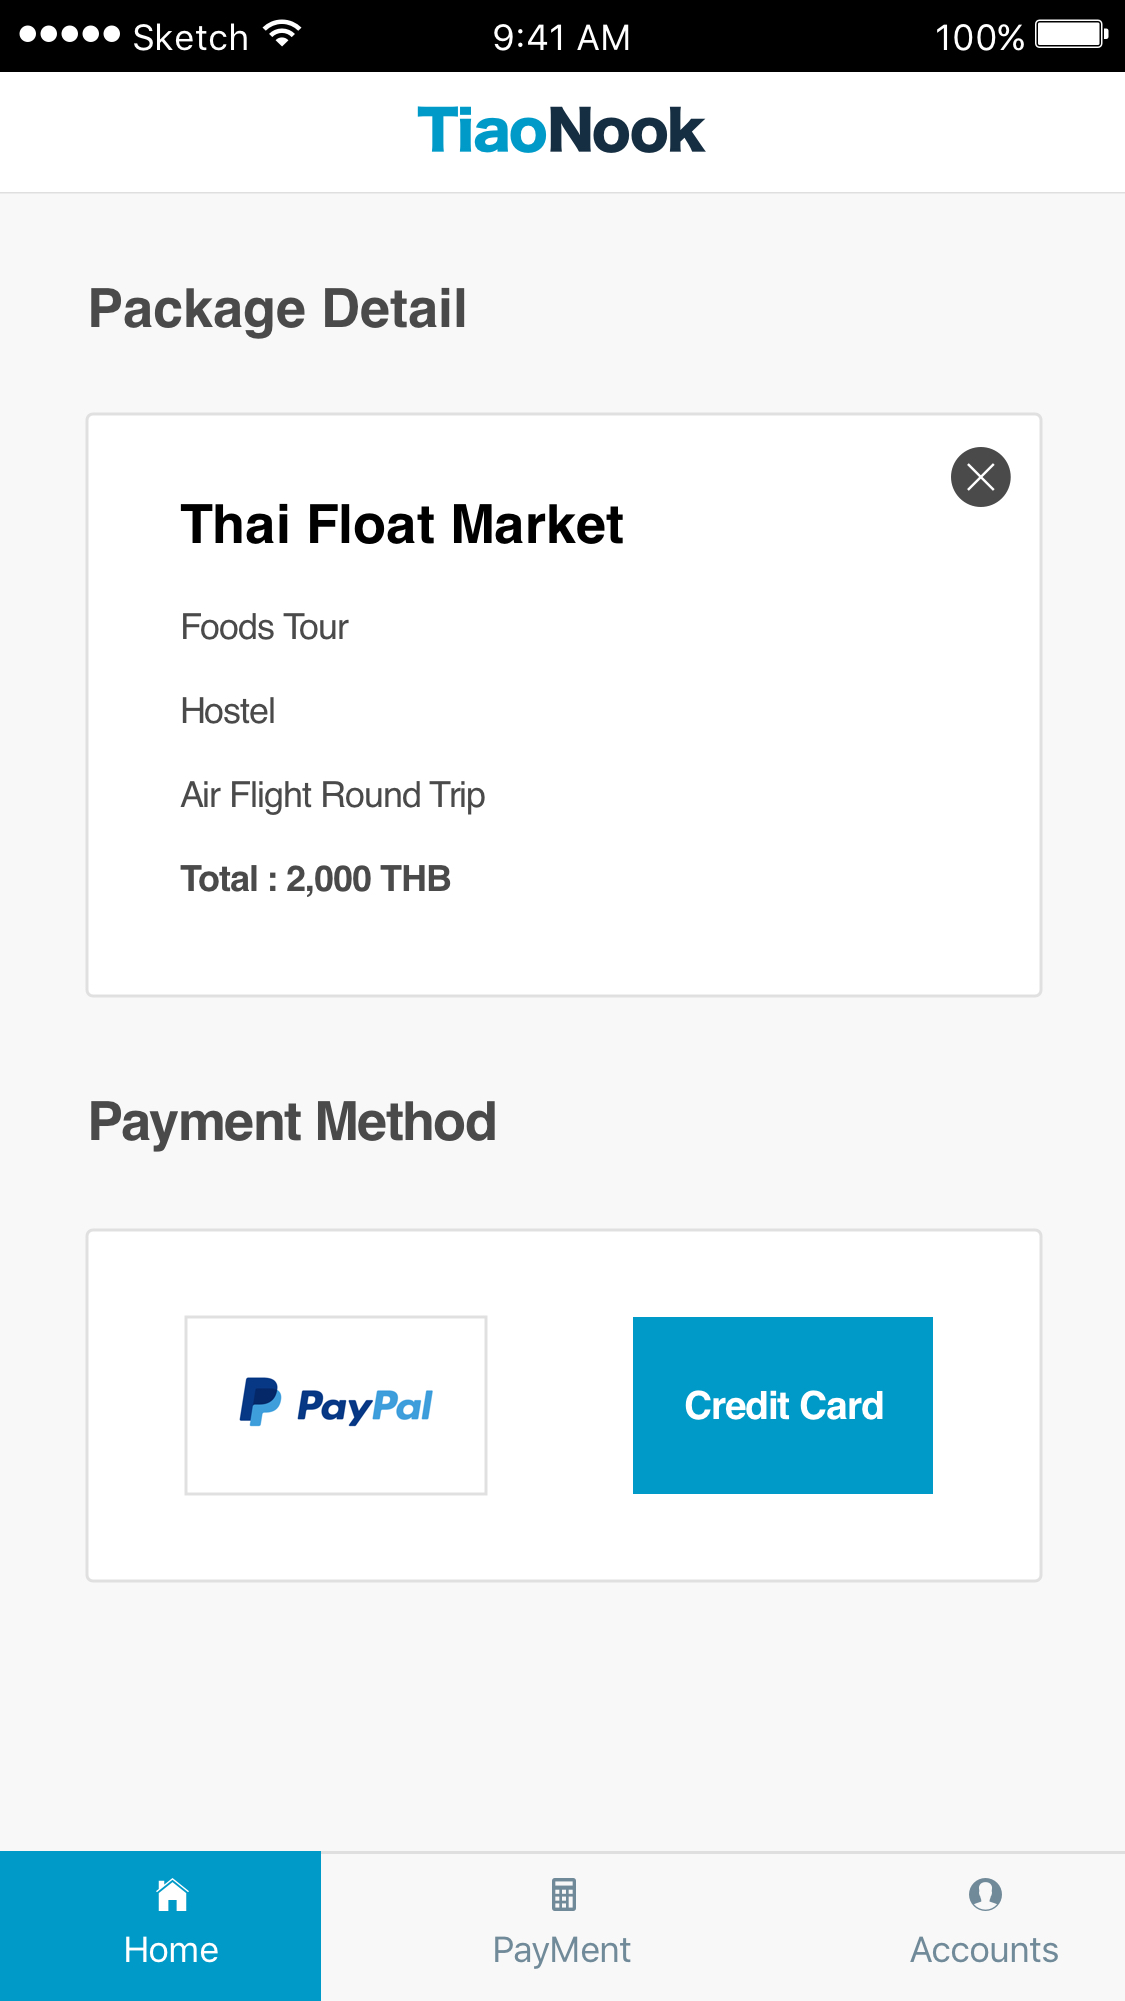 Sketch 9:41 AM 100%
TiaoNook
Package Detail
Thai Float Market
Foods Tour
Hostel
Air Flight Round Trip
Total : 2,000 THB
Payment Method
PayPal Credit Card
Home PayMent Accounts